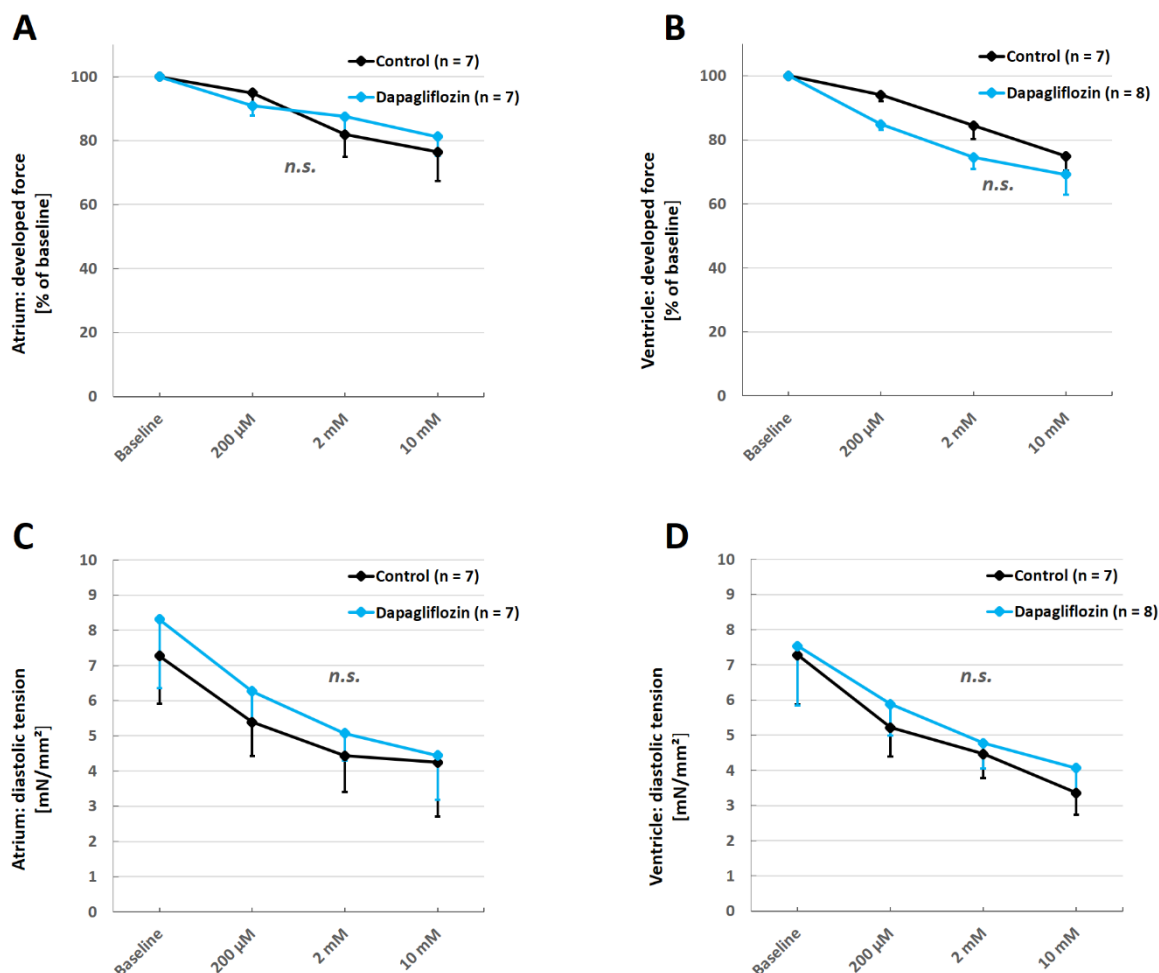 A
Control (n = 7)
Dapagliflozin (n = 7)
n.s.
Atrium: developed force
[% of baseline]
100
80
60
40
20
0
Baseline
200 µM
2 mM
10 mM
B
Control (n = 7)
Dapagliflozin (n = 8)
n.s.
Ventricle: developed force
[% of baseline]
100
80
60
40
20
0
Baseline
200 µM
2 mM
10 mM
C
Control (n = 7)
Dapagliflozin (n = 7)
n.s.
Atrium: diastolic tension
[mN/mm²]
10
9
8
7
6
5
4
3
2
1
0
Baseline
200 µM
2 mM
10 mM
D
Control (n = 7)
Dapagliflozin (n = 8)
n.s.
Ventricle: diastolic tension
[mN/mm²]
10
9
8
7
6
5
4
3
2
1
0
Baseline
200 µM
2 mM
10 mM